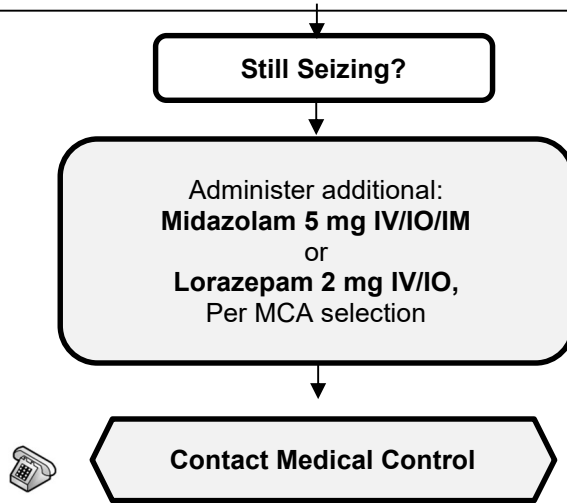 Still Seizing?
Administer additional:
Midazolam 5 mg IV/IO/IM
or
Lorazepam 2 mg IV/IO,
Per MCA selection
Contact Medical Control